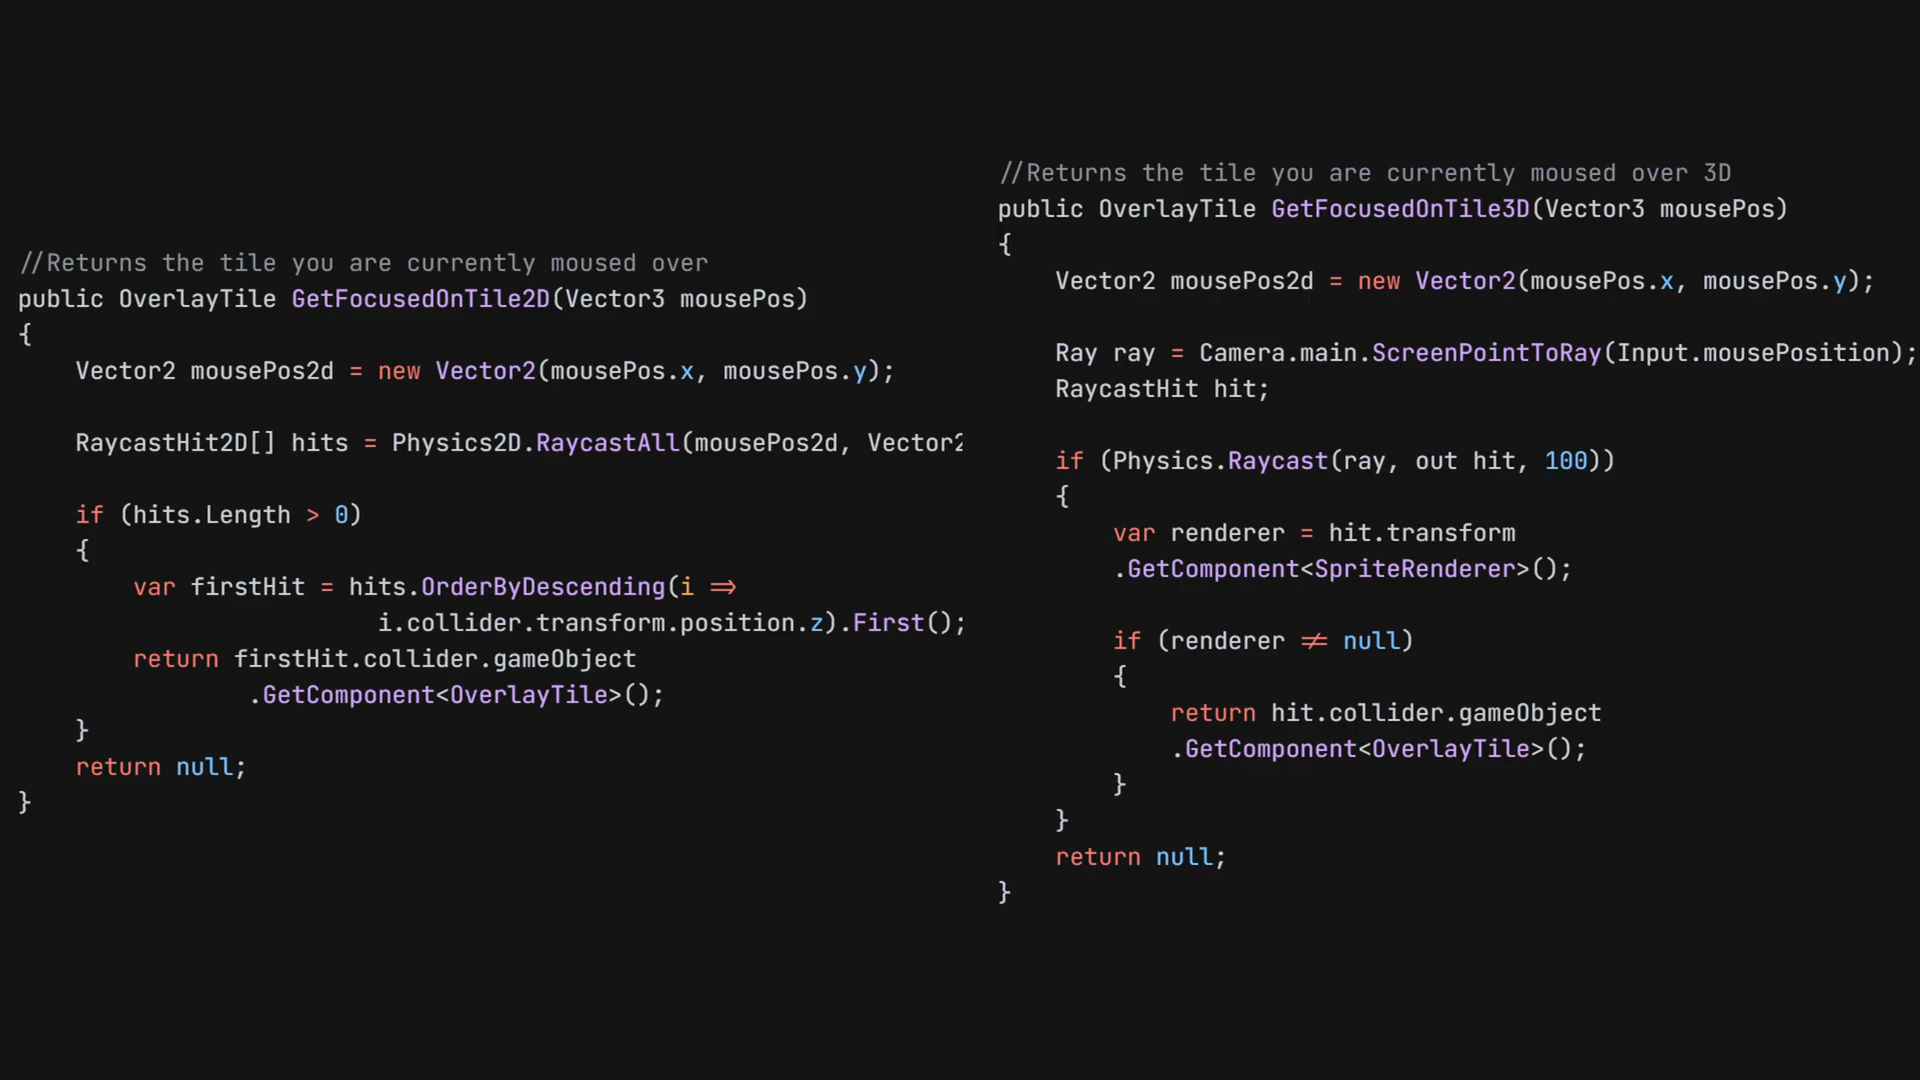 //Returns the tile you are currently moused over
public OverlayTile GetFocusedOnTile2D(Vector3 mousePos)
{
    Vector2 mousePos2d = new Vector2(mousePos.x, mousePos.y);
    RaycastHit2D[] hits = Physics2D.RaycastAll(mousePos2d, Vector2
    if (hits.Length > 0)
    {
        var firstHit = hits.OrderByDescending(i =>
                         i.collider.transform.position.z).First();
        return firstHit.collider.gameObject
                .GetComponent<OverlayTile>();
    }
    return null;
}
//Returns the tile you are currently moused over 3D
public OverlayTile GetFocusedOnTile3D(Vector3 mousePos)
{
    Vector2 mousePos2d = new Vector2(mousePos.x, mousePos.y);
    Ray ray = Camera.main.ScreenPointToRay(Input.mousePosition);
    RaycastHit hit;
    if (Physics.Raycast(ray, out hit, 100))
    {
        var renderer = hit.transform
        .GetComponent<SpriteRenderer>();
        if (renderer != null)
        {
            return hit.collider.gameObject
            .GetComponent<OverlayTile>();
        }
    }
    return null;
}